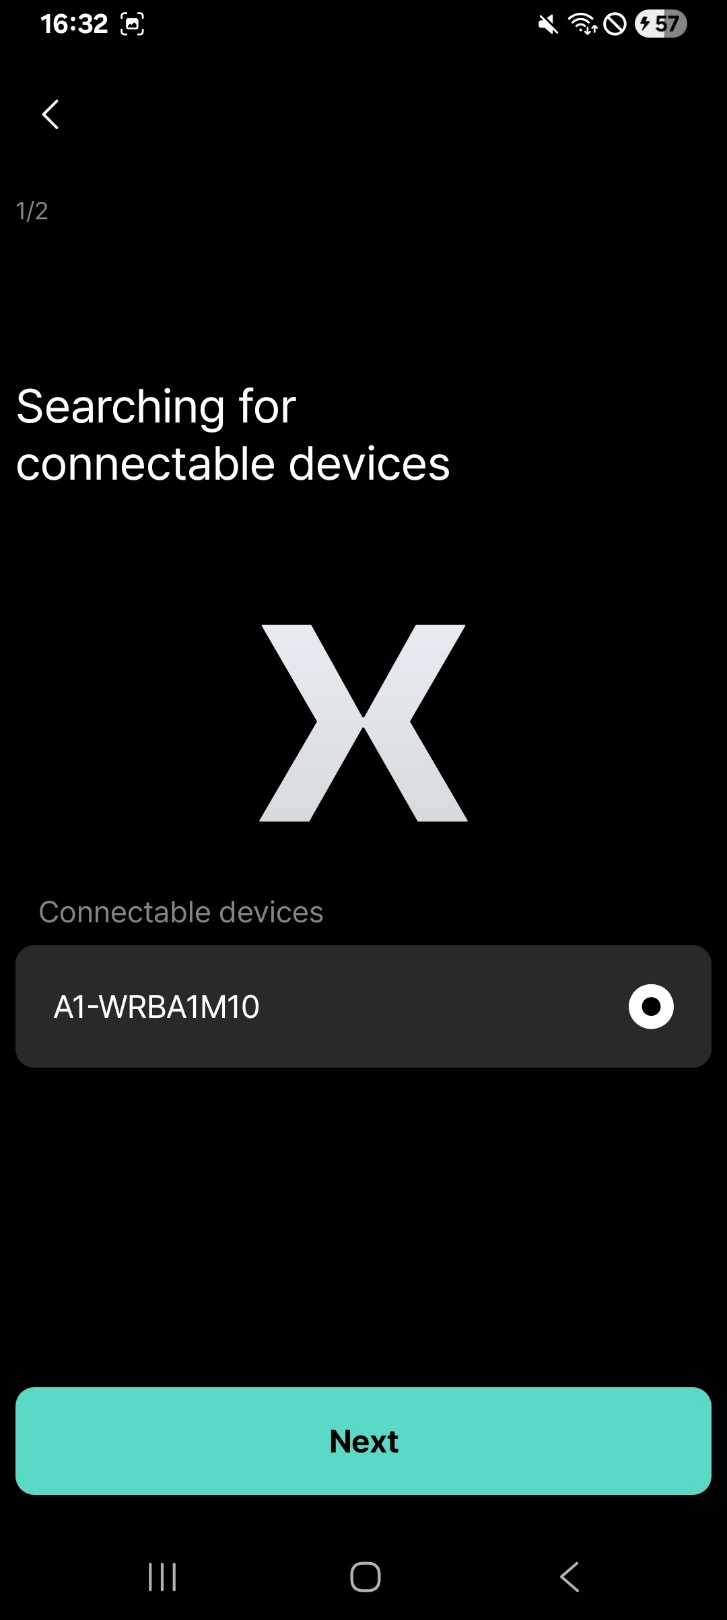 16:32
57
1/2
Searching for
connectable devices
X
Connectable devices
A1-WRBA1M10
Next